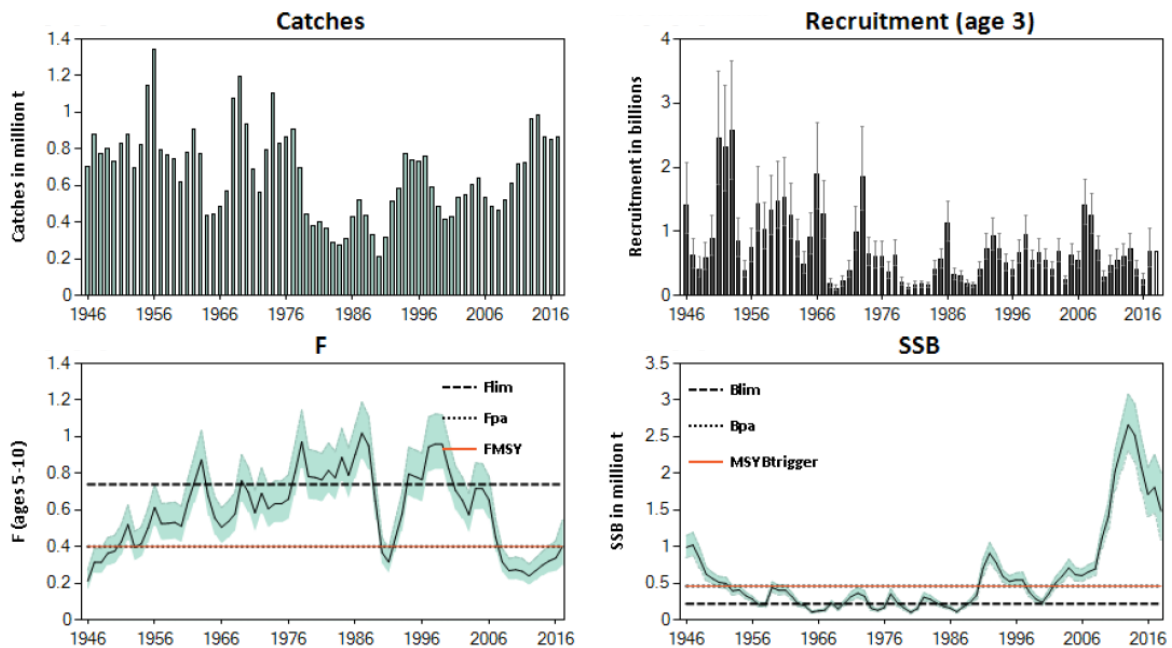 Catches
Catches in million t
1.4
1.2
1
0.8
0.6
0.4
0.2
0
1946 1956 1966 1976 1986 1996 2006 2016
Recruitment (age 3)
Recruitment in billions
4
3
2
1
0
1946 1956 1966 1976 1986 1996 2006 2016
F
F (ages 5-10)
1.4
1.2
1
0.8
0.6
0.4
0.2
0
Flim
Fpa
FMSY
1946 1956 1966 1976 1986 1996 2006 2016
SSB
SSB in million t
3.5
3
2.5
2
1.5
1
0.5
0
Blim
Bpa
MSYBtrigger
1946 1956 1966 1976 1986 1996 2006 2016